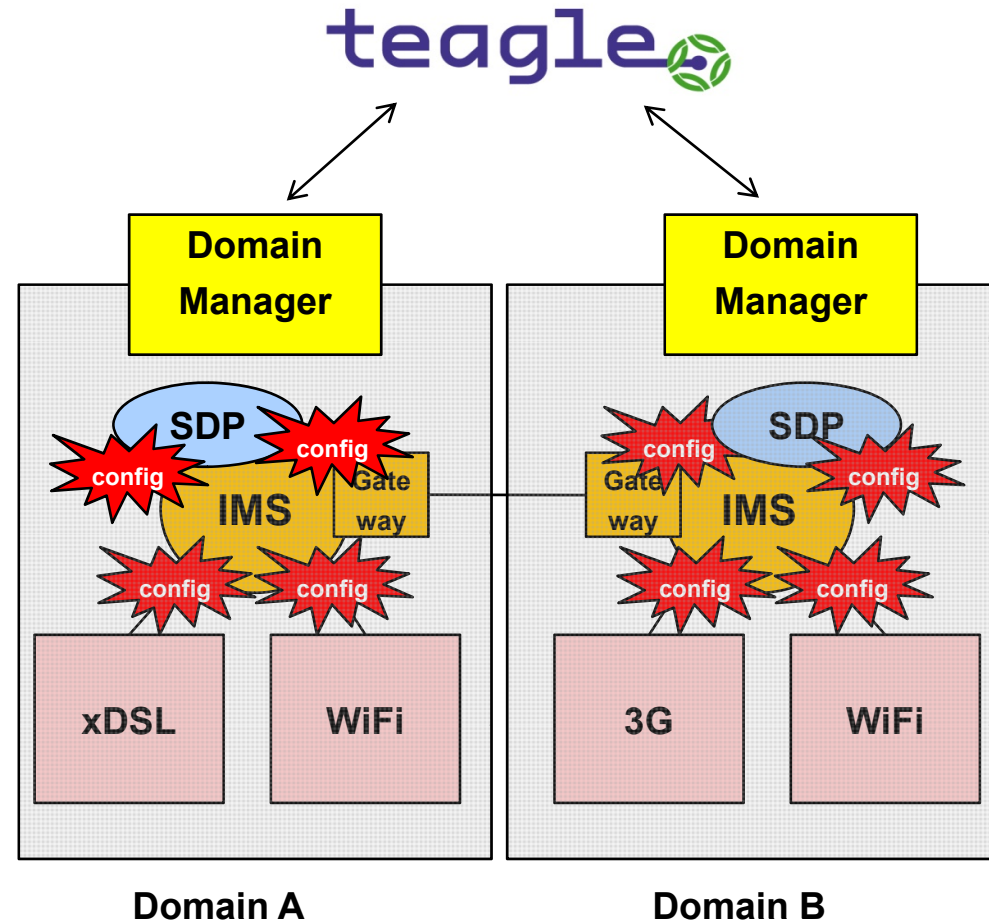 teagle
Domain
Manager
Domain
Manager
SDP
config
config
Gate
way
IMS
config
config
xDSL
WiFi
SDP
config
config
Gate
way
IMS
config
config
3G
WiFi
Domain A
Domain B